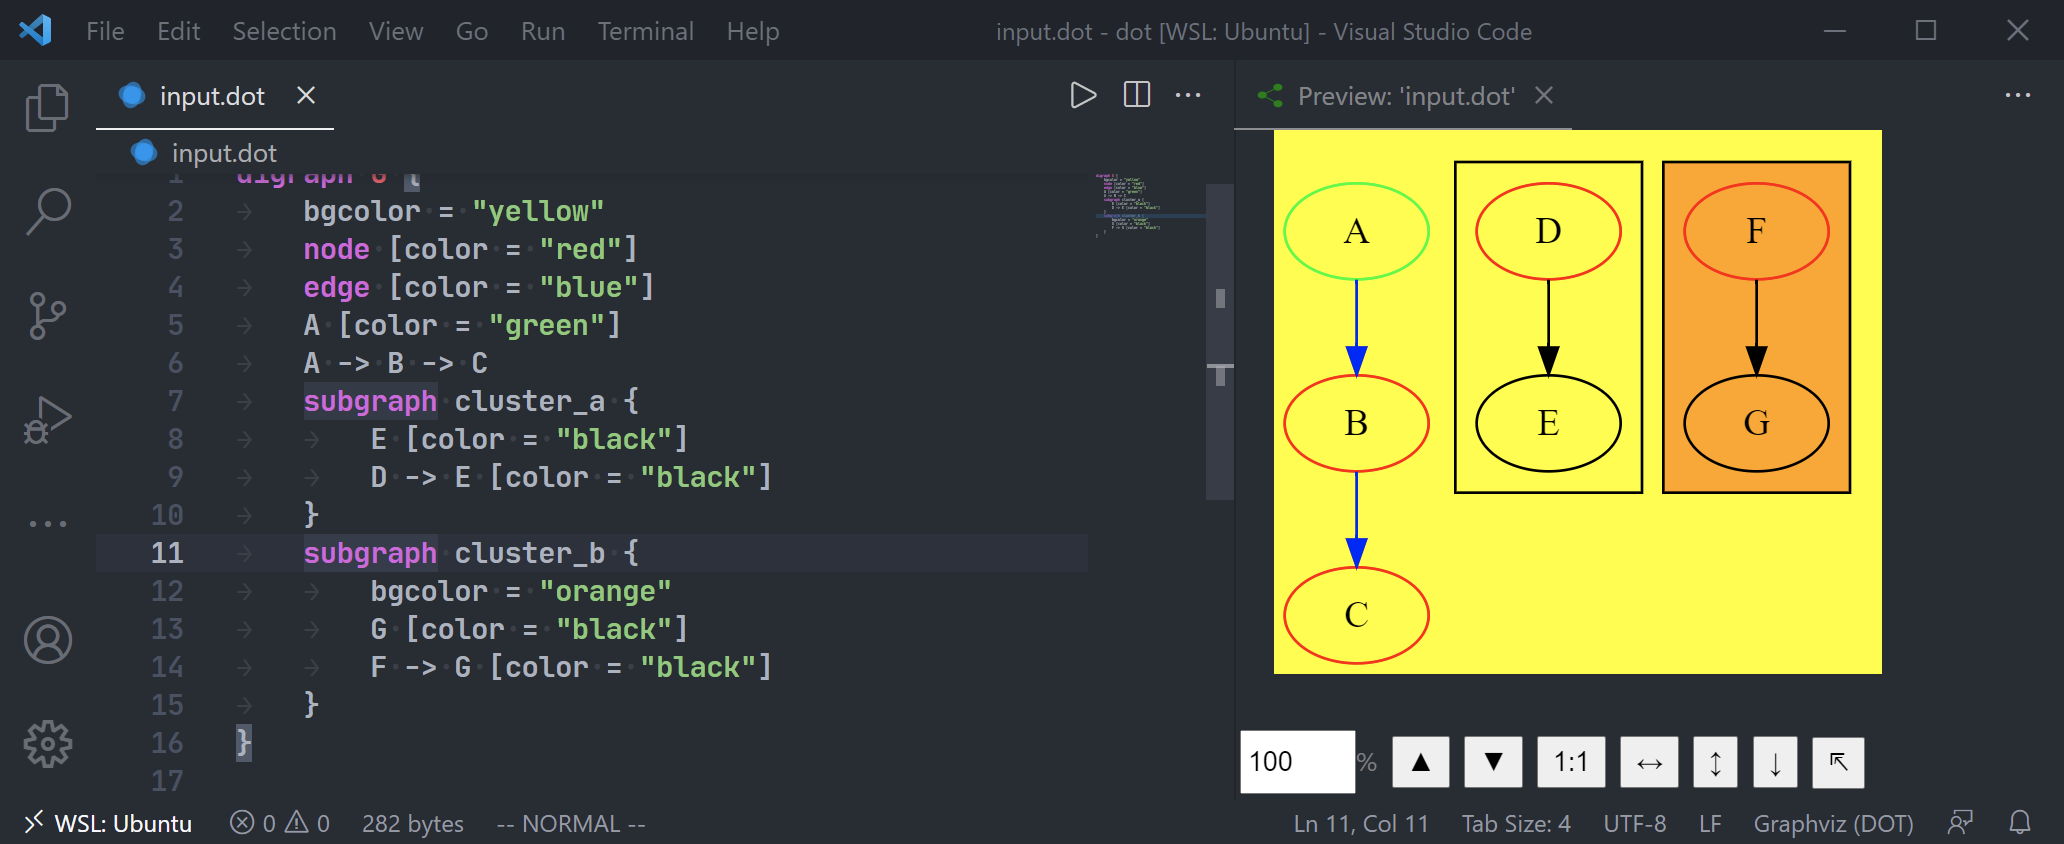 File Edit Selection View Go Run Terminal Help input.dot - dot [WSL: Ubuntu] - Visual Studio Code
input.dot
Preview: 'input.dot'
input.dot
1 digraph G {
2 bgcolor = "yellow"
3 node [color = "red"]
4 edge [color = "blue"]
5 A [color = "green"]
6 A -> B -> C
7 subgraph cluster_a {
8 E [color = "black"]
9 D -> E [color = "black"]
10 }
11 subgraph cluster_b {
12 bgcolor = "orange"
13 G [color = "black"]
14 F -> G [color = "black"]
15 }
16 }
17
A D F
B E G
C
100 % ▲ ▼ 1:1 ↔ ↕ ↓ ↖
WSL: Ubuntu 0 0 282 bytes -- NORMAL -- Ln 11, Col 11 Tab Size: 4 UTF-8 LF Graphviz (DOT)